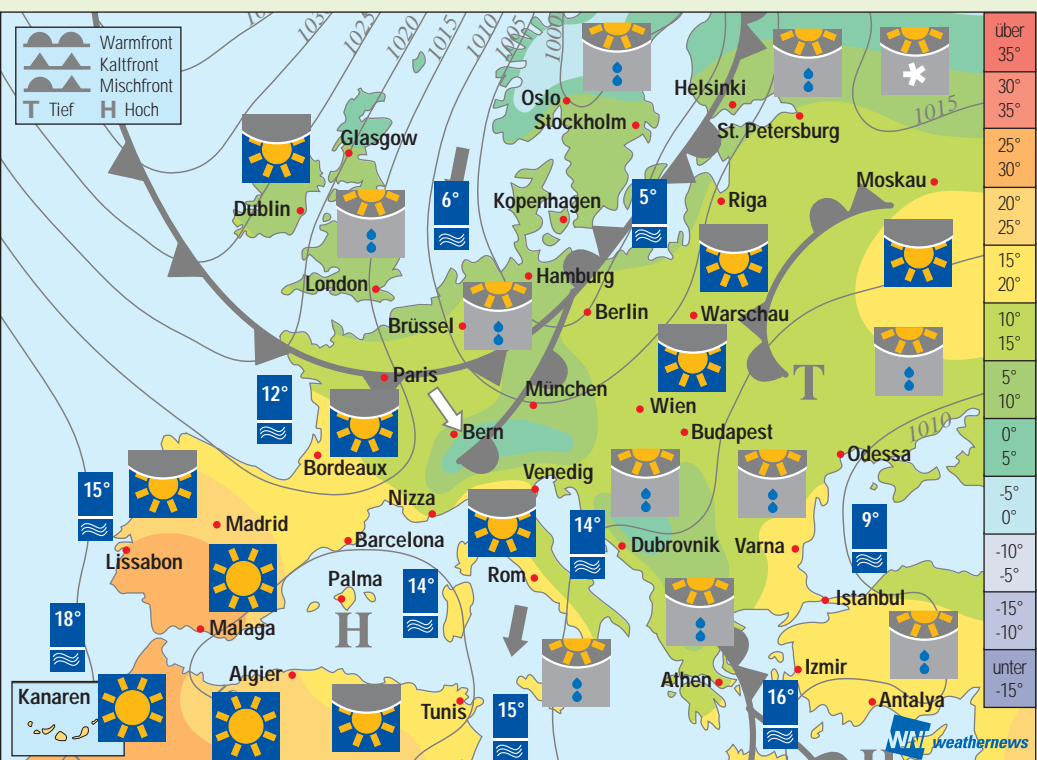 Warmfront
Kaltfront
Mischfront
T Tief H Hoch
1030
1025
1020
1015
1010
1005
1000
1015
1010
über
35°
30°
35°
25°
30°
20°
25°
15°
20°
10°
15°
5°
10°
0°
5°
-5°
0°
-10°
-5°
-15°
-10°
unter
-15°
Oslo
Helsinki
Stockholm
St. Petersburg
Glasgow
Moskau
6°
5°
Kopenhagen
Riga
Dublin
Hamburg
London
Berlin
Warschau
Brüssel
Paris
T
12°
München
Wien
Bern
Budapest
Bordeaux
Odessa
Venedig
15°
Nizza
Madrid
14°
9°
Barcelona
Dubrovnik
Varna
Lissabon
Palma
14°
Rom
Istanbul
18°
H
Malaga
Algier
Athen
Izmir
Kanaren
Tunis
15°
16°
Antalya
H
WNI weathernews